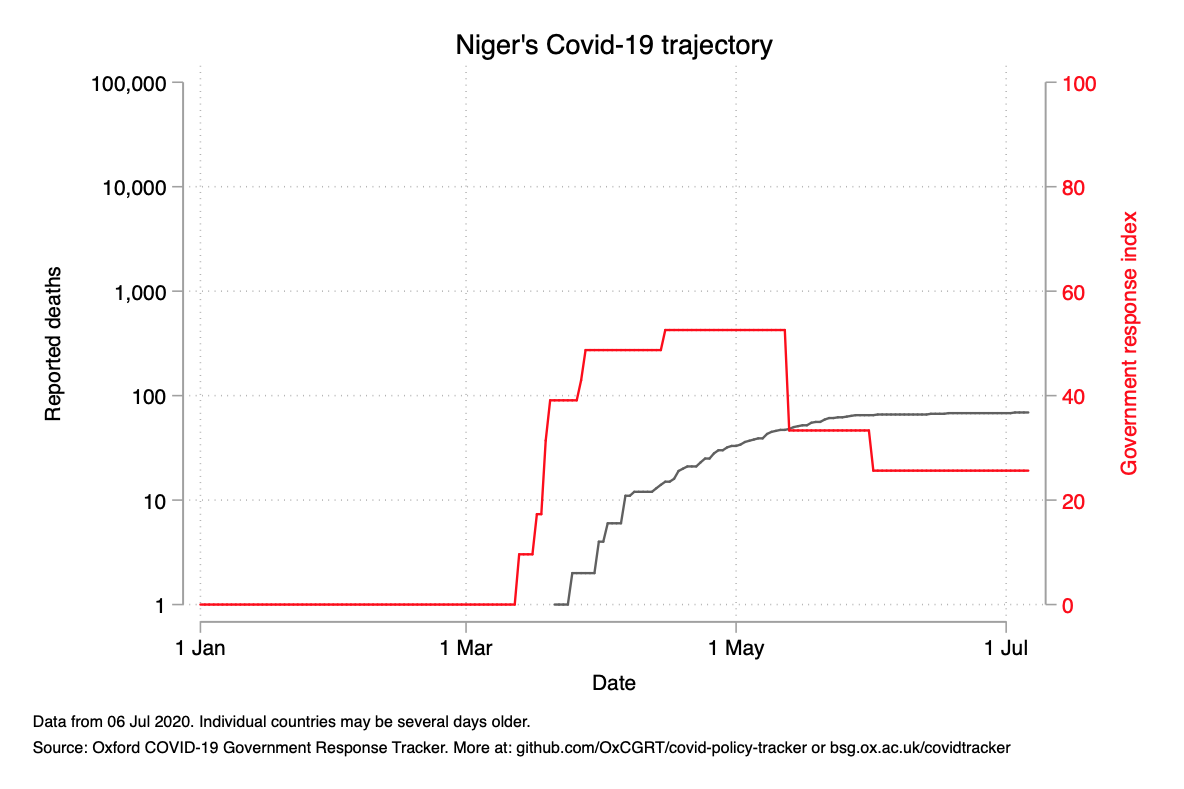 Niger's Covid-19 trajectory
100,000
10,000
1,000
100
10
1
Reported deaths
100
80
60
40
20
0
Government response index
1 Jan
1 Mar
1 May
1 Jul
Date
Data from 06 Jul 2020. Individual countries may be several days older.
Source: Oxford COVID-19 Government Response Tracker. More at: github.com/OxCGRT/covid-policy-tracker or bsg.ox.ac.uk/covidtracker